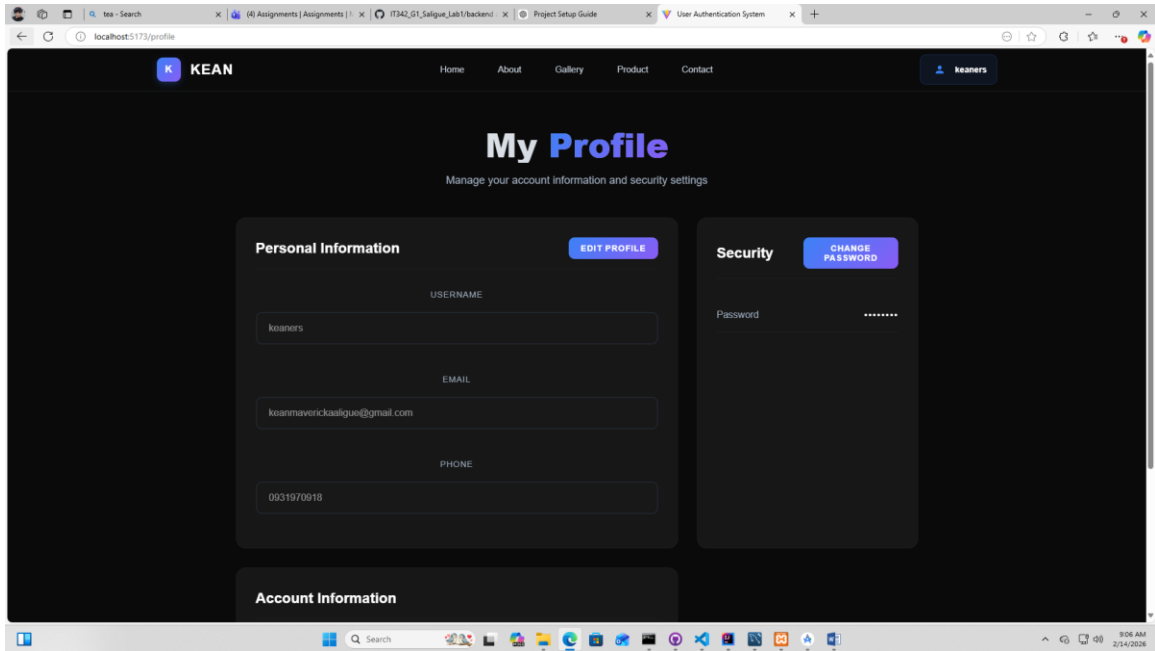 tea - Search
(4) Assignments | Assignments |
IT342_G1_Saligue_Lab1/backend
Project Setup Guide
User Authentication System
localhost:5173/profile
K KEAN
Home About Gallery Product Contact
keaners
My Profile
Manage your account information and security settings
Personal Information
EDIT PROFILE
USERNAME
keaners
EMAIL
keanmaverickaaligue@gmail.com
PHONE
0931970918
Security
CHANGE
PASSWORD
Password ••••••••
Account Information
Search
9:06 AM
2/14/2026